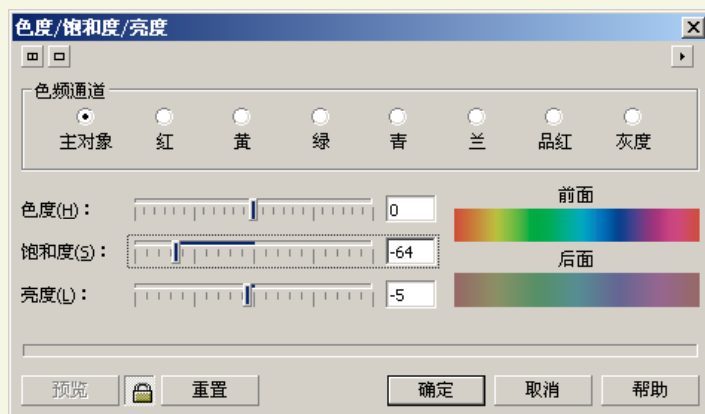 色度/饱和度/亮度
色频通道
主对象 红 黄 绿 青 兰 品红 灰度
前面
色度(H): 0
饱和度(S): -64
后面
亮度(L): -5
预览 重置 确定 取消 帮助